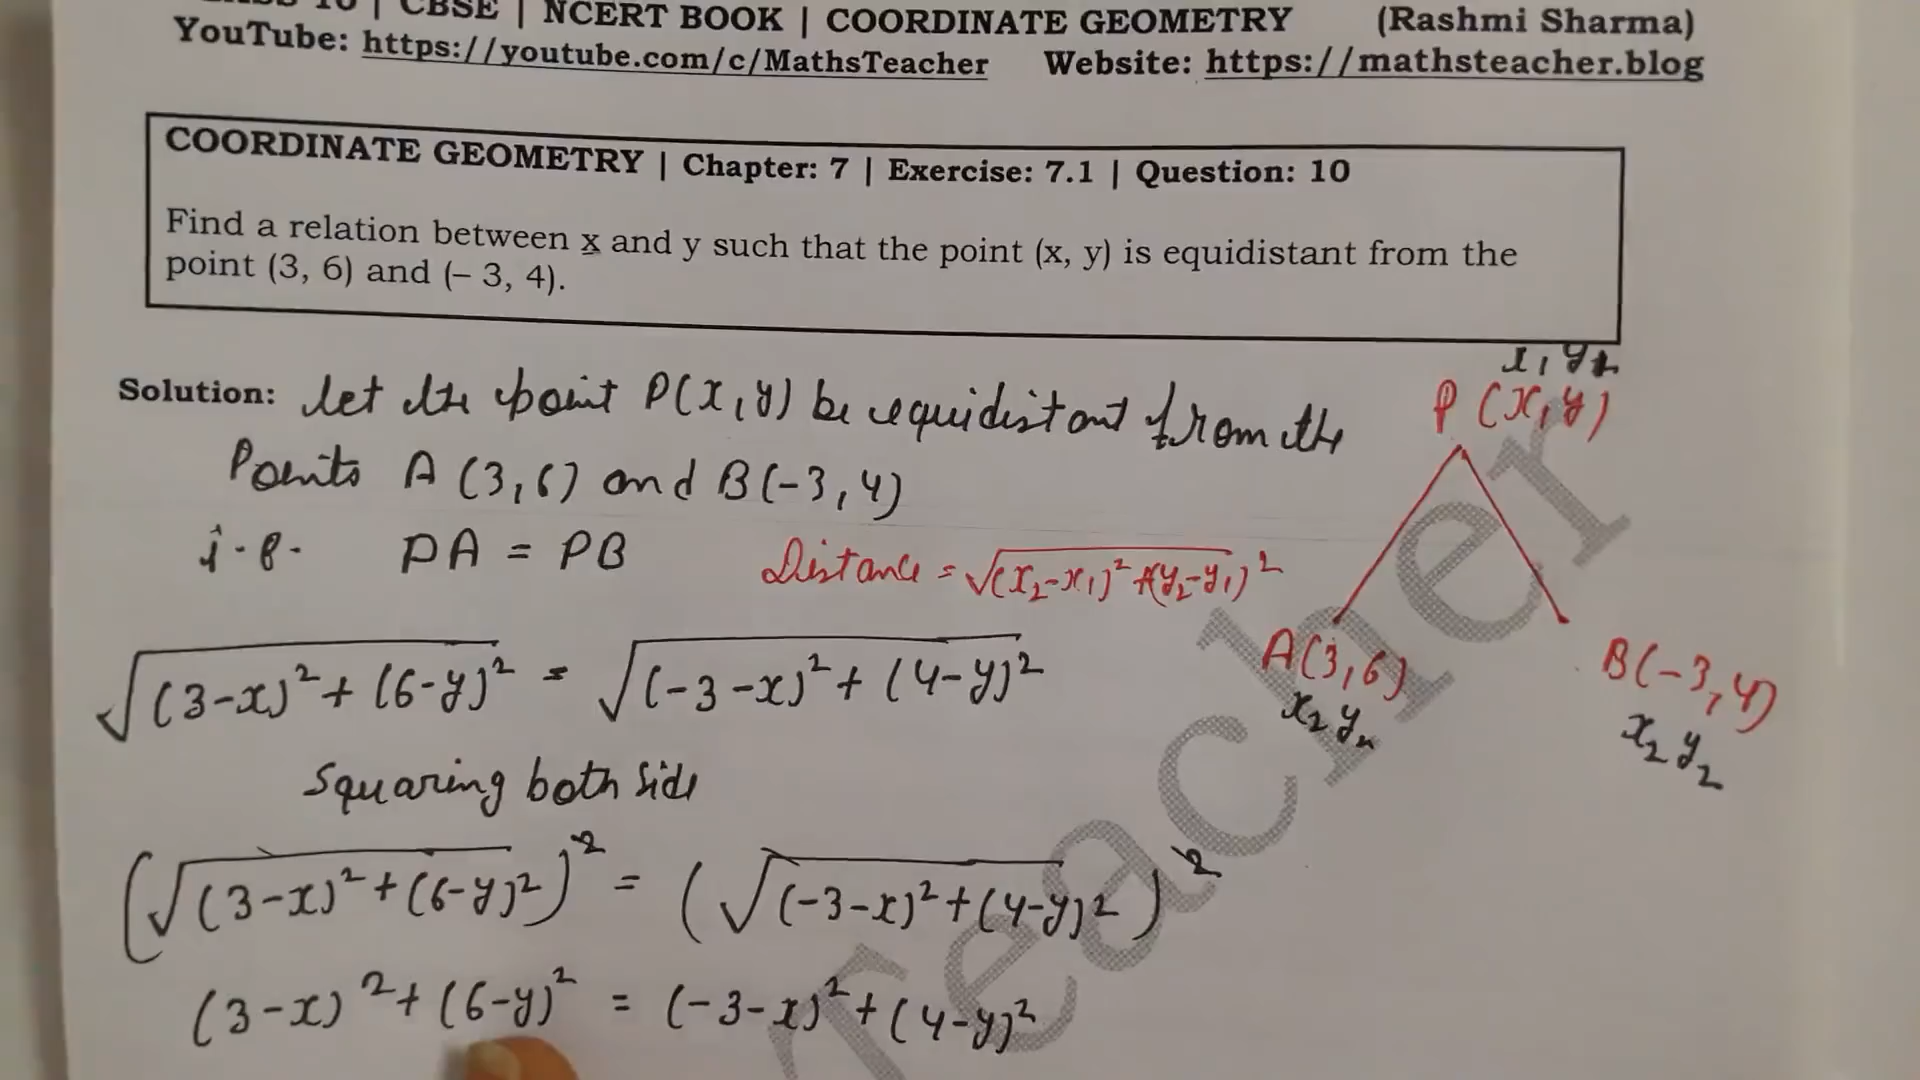 10 | CBSE | NCERT BOOK | COORDINATE GEOMETRY (Rashmi Sharma)
YouTube: https://youtube.com/c/MathsTeacher Website: https://mathsteacher.blog
COORDINATE GEOMETRY | Chapter: 7 | Exercise: 7.1 | Question: 10
Find a relation between x and y such that the point (x, y) is equidistant from the
point (3, 6) and (– 3, 4).
Solution: Let the point P(x, y) be equidistant from the
Points A (3, 6) and B(-3, 4)
i.e. PA = PB
Distance = √(x₂-x₁)² + (y₂-y₁)²
√(3-x)² + (6-y)² = √(-3-x)² + (4-y)²
Squaring both side
(√(3-x)² + (6-y)²)² = (√(-3-x)² + (4-y)²)²
(3-x)² + (6-y)² = (-3-x)² + (4-y)²
P (x, y)
A(3, 6)
x₂ y₂
B(-3, 4)
x₂ y₂
Teacher